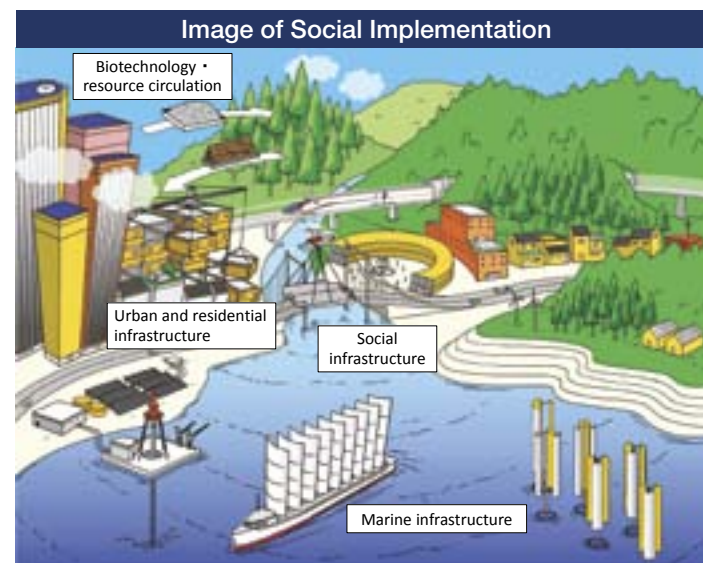 Image of Social Implementation
Biotechnology・
resource circulation
Urban and residential
infrastructure
Social
infrastructure
Marine infrastructure